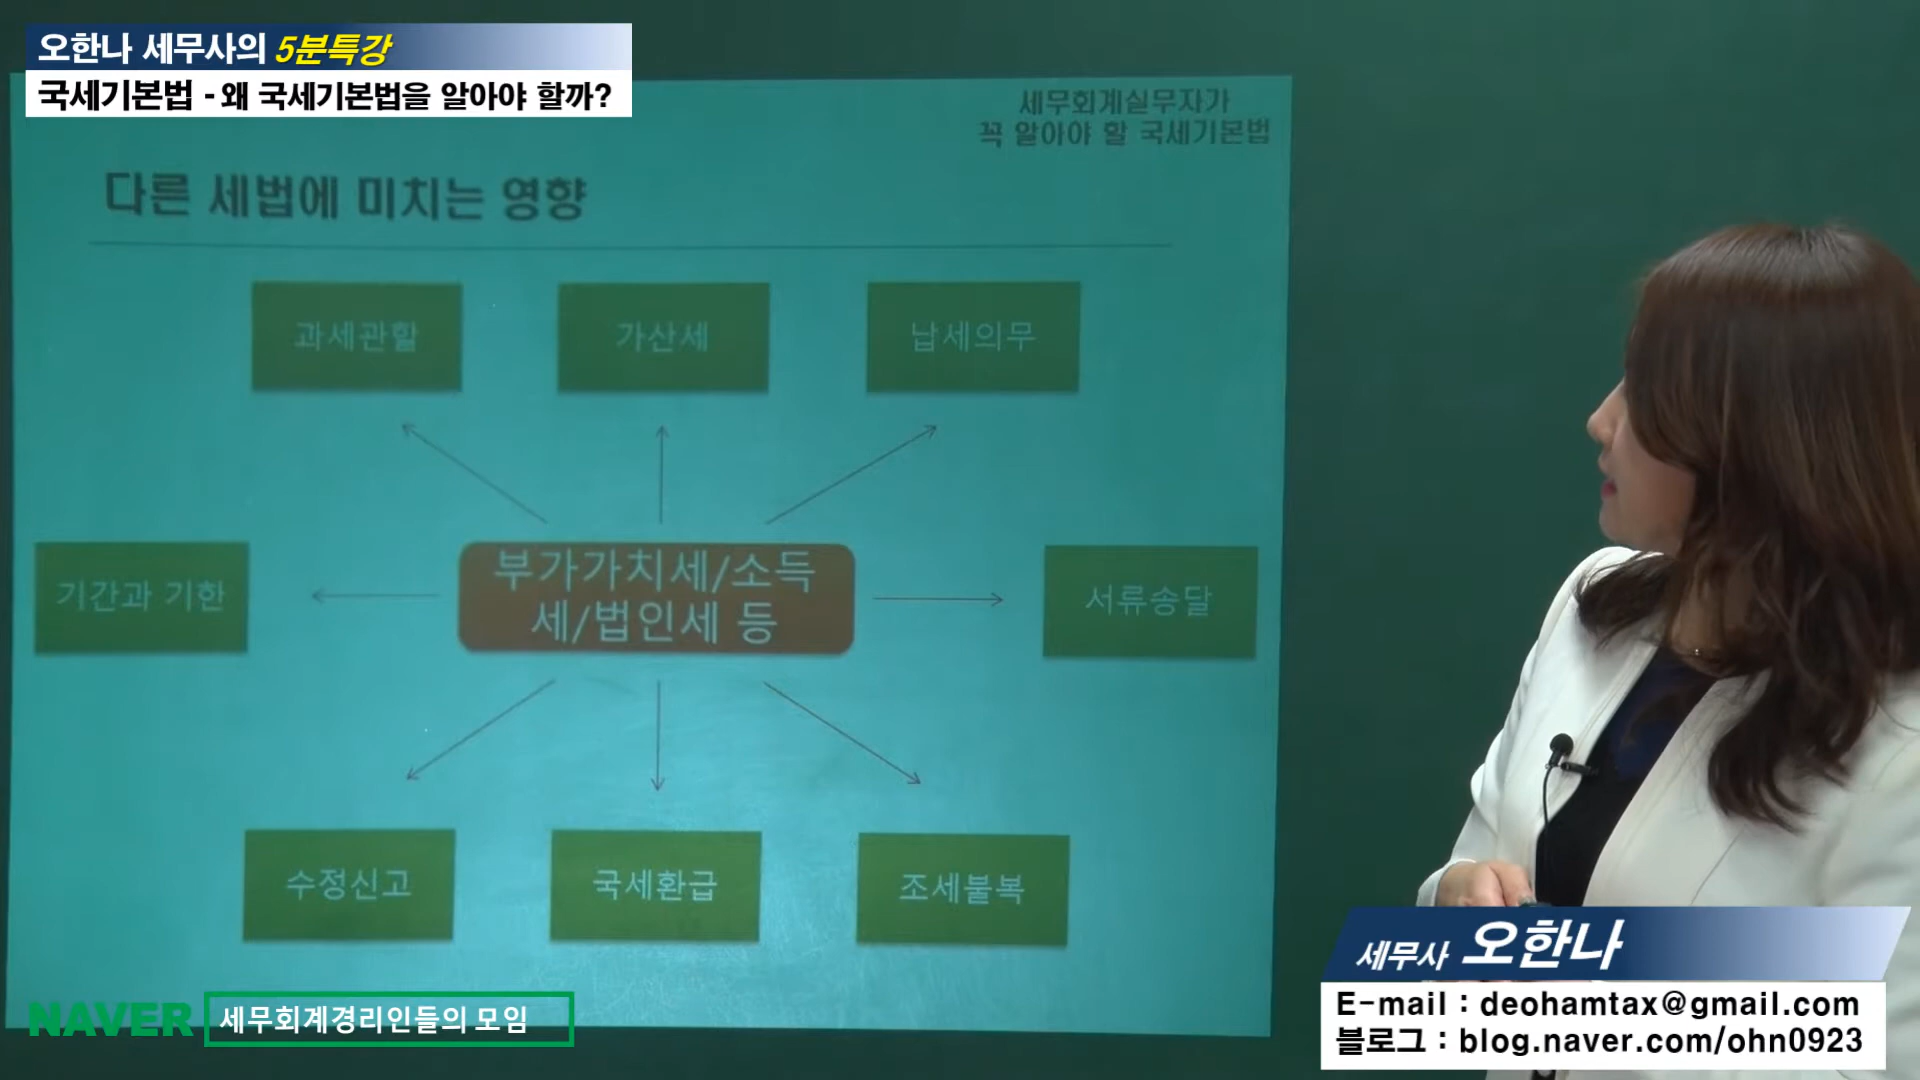 오한나 세무사의 5분특강
국세기본법 - 왜 국세기본법을 알아야 할까?
세무회계실무자가
꼭 알아야 할 국세기본법
다른 세법에 미치는 영향
과세관할
가산세
납세의무
기간과 기한
부가가치세/소득
세/법인세 등
서류송달
수정신고
국세환급
조세불복
세무사 오한나
E-mail : deohamtax@gmail.com
블로그 : blog.naver.com/ohn0923
NAVER 세무회계경리인들의 모임